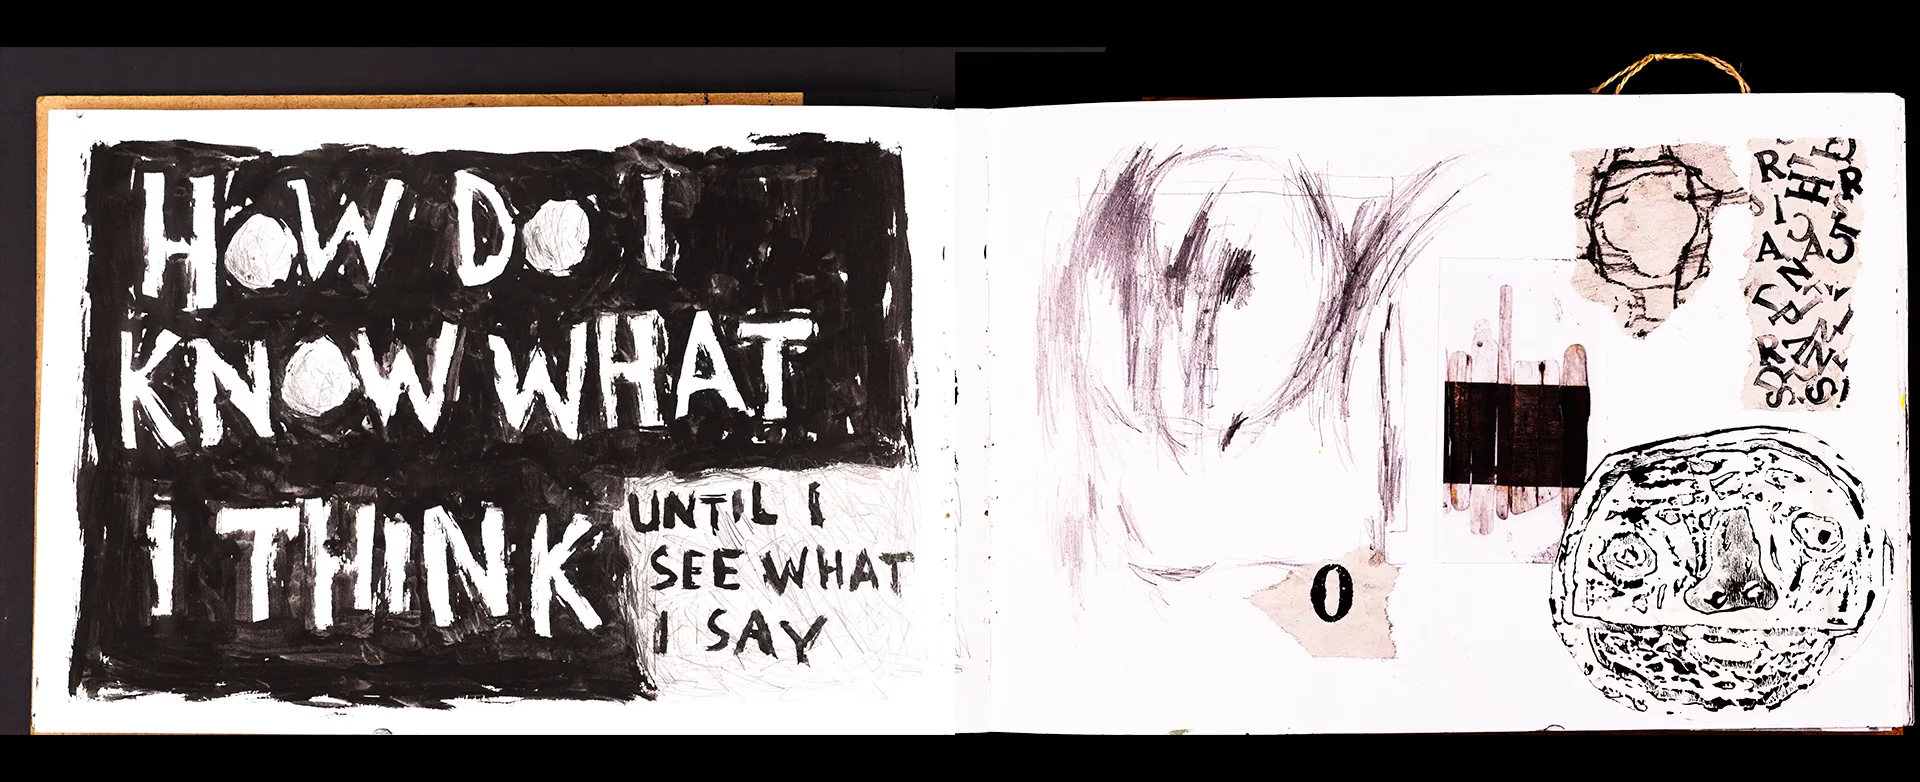 HOW DO I
KNOW WHAT
I THINK
UNTIL I
SEE WHAT
I SAY
0